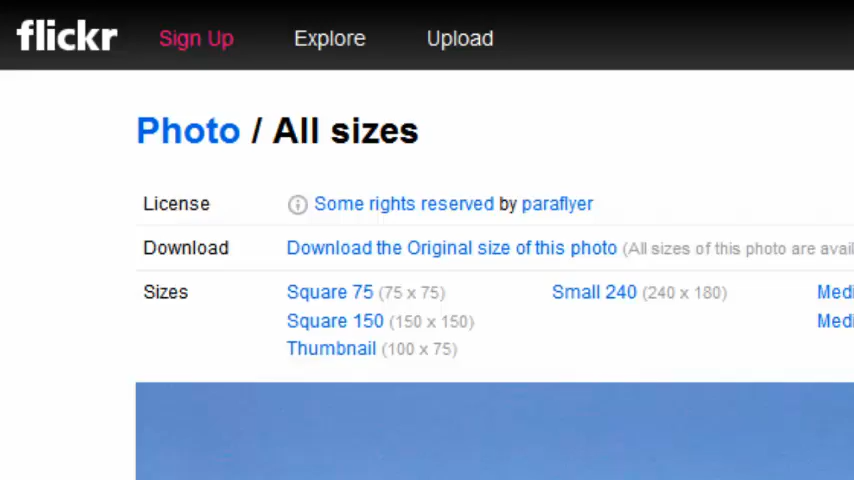 flickr Sign Up Explore Upload
Photo / All sizes
License Some rights reserved by paraflyer
Download Download the Original size of this photo (All sizes of this photo are
Sizes Square 75 (75 x 75) Small 240 (240 x 180)
Square 150 (150 x 150)
Thumbnail (100 x 75)